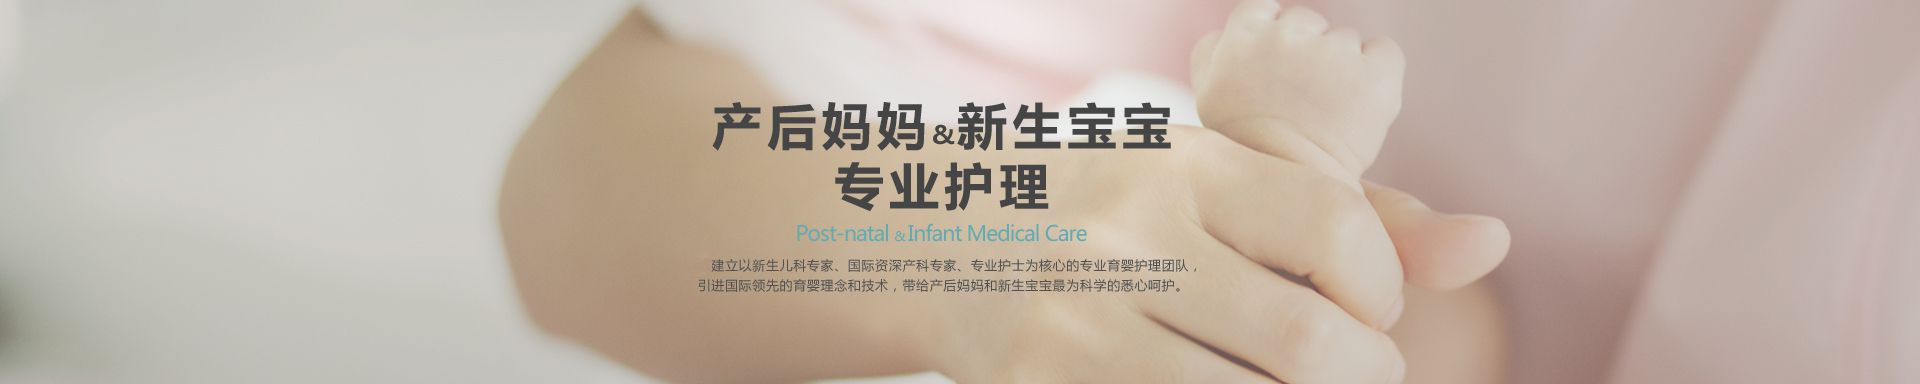 产后妈妈&新生宝宝
专业护理
Post-natal & Infant Medical Care
建立以新生儿科专家、国际资深产科专家、专业护士为核心的专业育婴护理团队，
引进国际领先的育婴理念和技术，带给产后妈妈和新生宝宝最为科学的悉心呵护。